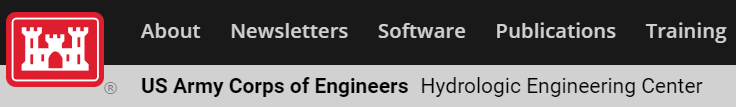 About Newsletters Software Publications Training
® US Army Corps of Engineers Hydrologic Engineering Center